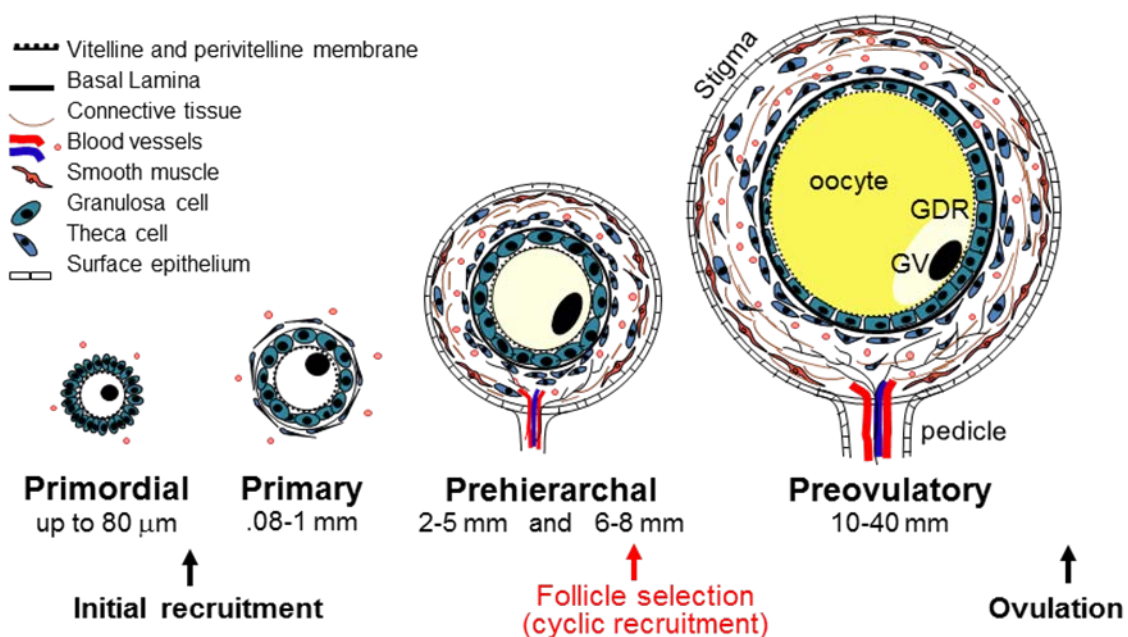 Vitelline and perivitelline membrane
Basal Lamina
Connective tissue
Blood vessels
Smooth muscle
Granulosa cell
Theca cell
Surface epithelium
Stigma
oocyte
GDR
GV
pedicle
Primordial
up to 80 μm
Primary
.08-1 mm
Prehierarchal
2-5 mm and 6-8 mm
Preovulatory
10-40 mm
Initial recruitment
Follicle selection
(cyclic recruitment)
Ovulation